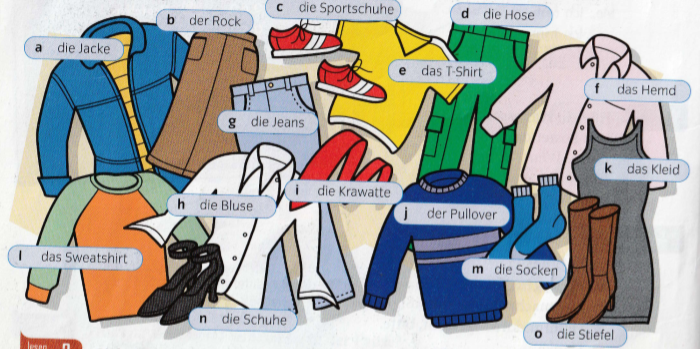 a die Jacke
b der Rock
c die Sportschuhe
d die Hose
e das T-Shirt
f das Hemd
g die Jeans
h die Bluse
i die Krawatte
j der Pullover
k das Kleid
l das Sweatshirt
m die Socken
n die Schuhe
o die Stiefel
lesen